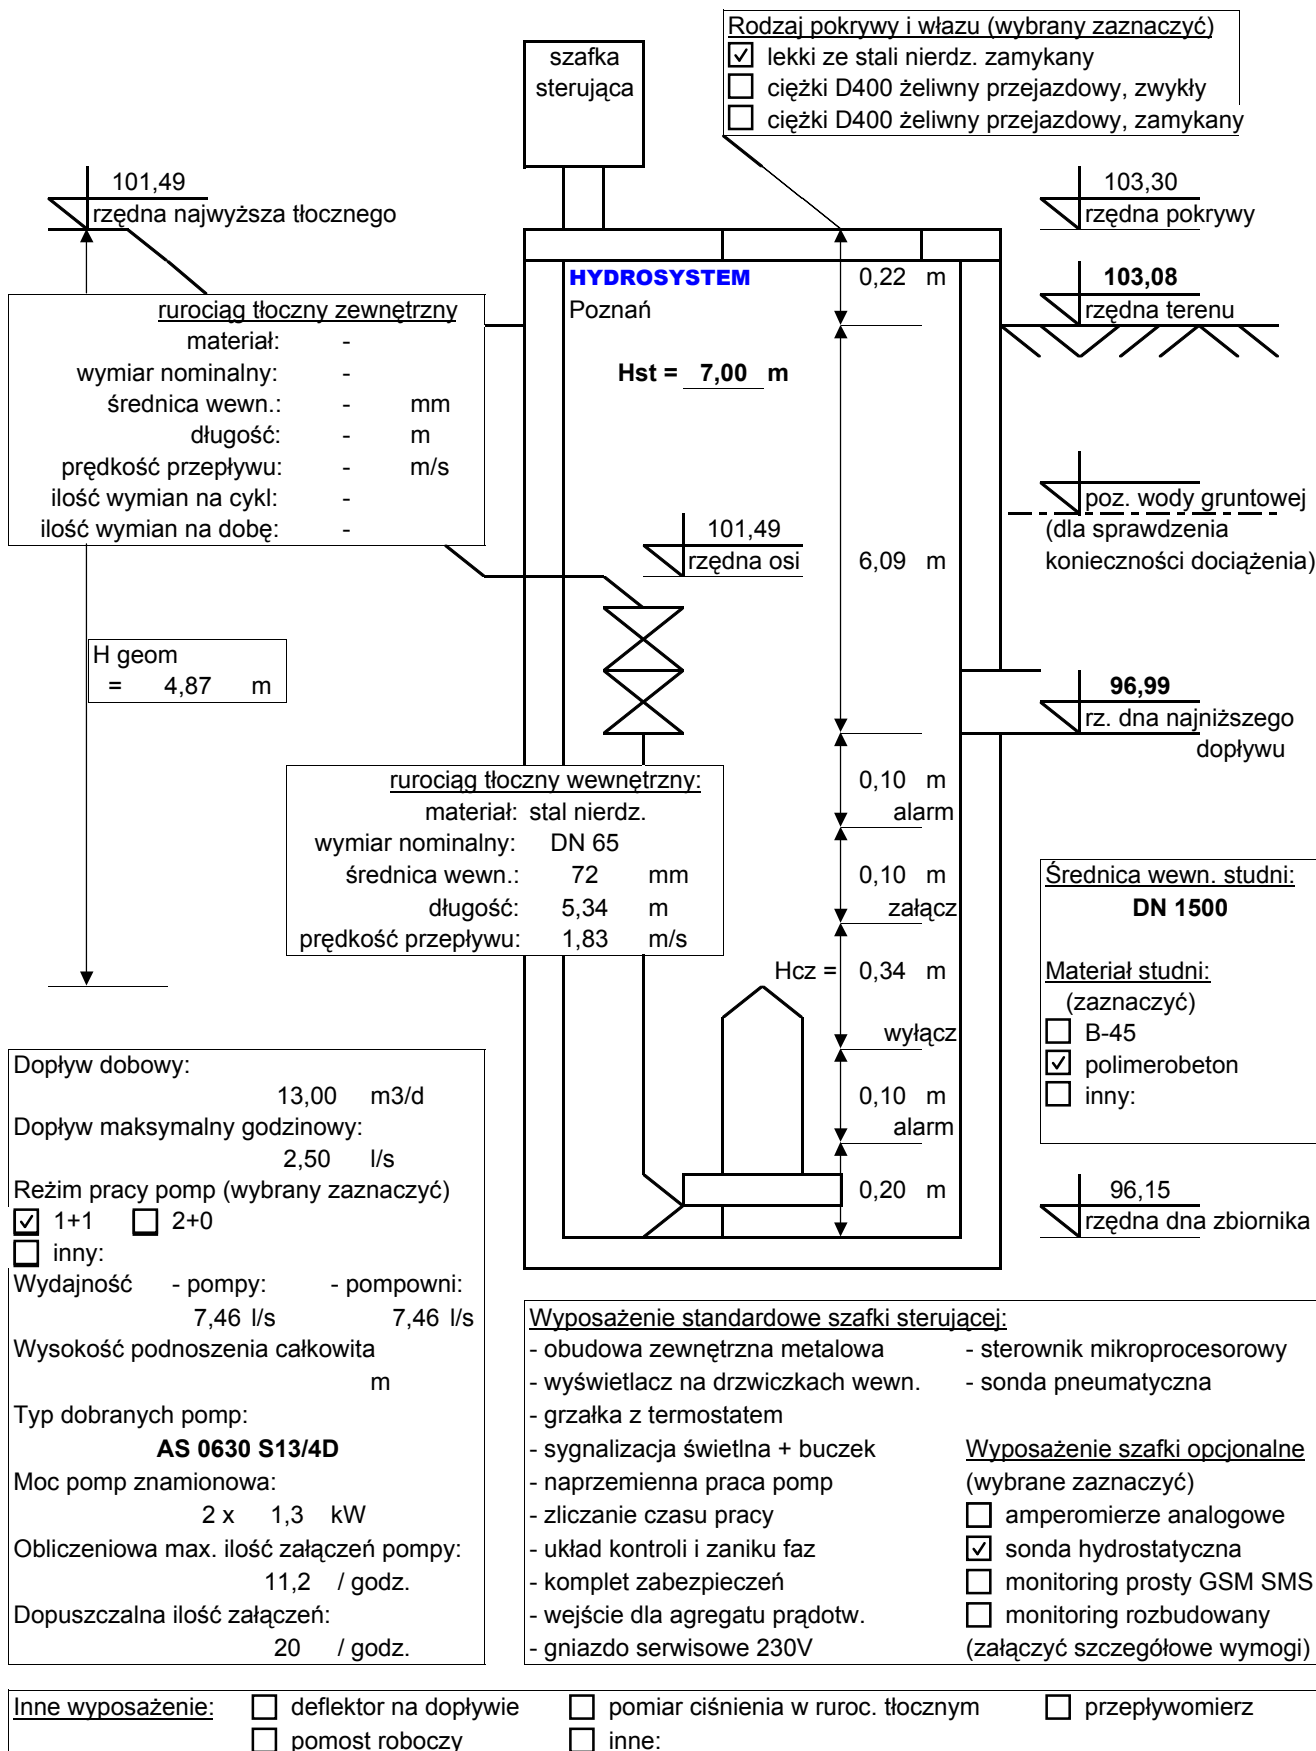 Rodzaj pokrywy i włazu (wybrany zaznaczyć)
lekki ze stali nierdz. zamykany
ciężki D400 żeliwny przejazdowy, zwykły
ciężki D400 żeliwny przejazdowy, zamykany
szafka
sterująca
101,49
rzędna najwyższa tłocznego
103,30
rzędna pokrywy
HYDROSYSTEM
Poznań
0,22 m
103,08
rzędna terenu
rurociąg tłoczny zewnętrzny
materiał: -
wymiar nominalny: -
średnica wewn.: - mm
długość: - m
prędkość przepływu: - m/s
ilość wymian na cykl: -
ilość wymian na dobę: -
Hst = 7,00 m
poz. wody gruntowej
(dla sprawdzenia
konieczności dociążenia)
101,49
rzędna osi
6,09 m
H geom
= 4,87 m
96,99
rz. dna najniższego
dopływu
rurociąg tłoczny wewnętrzny:
materiał: stal nierdz.
wymiar nominalny: DN 65
średnica wewn.: 72 mm
długość: 5,34 m
prędkość przepływu: 1,83 m/s
0,10 m
alarm
0,10 m
załącz
Hcz = 0,34 m
wyłącz
0,10 m
alarm
0,20 m
Średnica wewn. studni:
DN 1500
Materiał studni:
(zaznaczyć)
B-45
polimerobeton
inny:
96,15
rzędna dna zbiornika
Dopływ dobowy:
13,00 m3/d
Dopływ maksymalny godzinowy:
2,50 l/s
Reżim pracy pomp (wybrany zaznaczyć)
1+1 2+0
inny:
Wydajność - pompy: - pompowni:
7,46 l/s 7,46 l/s
Wysokość podnoszenia całkowita
m
Typ dobranych pomp:
AS 0630 S13/4D
Moc pomp znamionowa:
2 x 1,3 kW
Obliczeniowa max. ilość załączeń pompy:
11,2 / godz.
Dopuszczalna ilość załączeń:
20 / godz.
Wyposażenie standardowe szafki sterującej:
- obudowa zewnętrzna metalowa
- wyświetlacz na drzwiczkach wewn.
- grzałka z termostatem
- sygnalizacja świetlna + buczek
- naprzemienna praca pomp
- zliczanie czasu pracy
- układ kontroli i zaniku faz
- komplet zabezpieczeń
- wejście dla agregatu prądotw.
- gniazdo serwisowe 230V
- sterownik mikroprocesorowy
- sonda pneumatyczna
Wyposażenie szafki opcjonalne
(wybrane zaznaczyć)
amperomierze analogowe
sonda hydrostatyczna
monitoring prosty GSM SMS
monitoring rozbudowany
(załączyć szczegółowe wymogi)
Inne wyposażenie: deflektor na dopływie pomiar ciśnienia w ruroc. tłocznym przepływomierz
pomost roboczy inne: